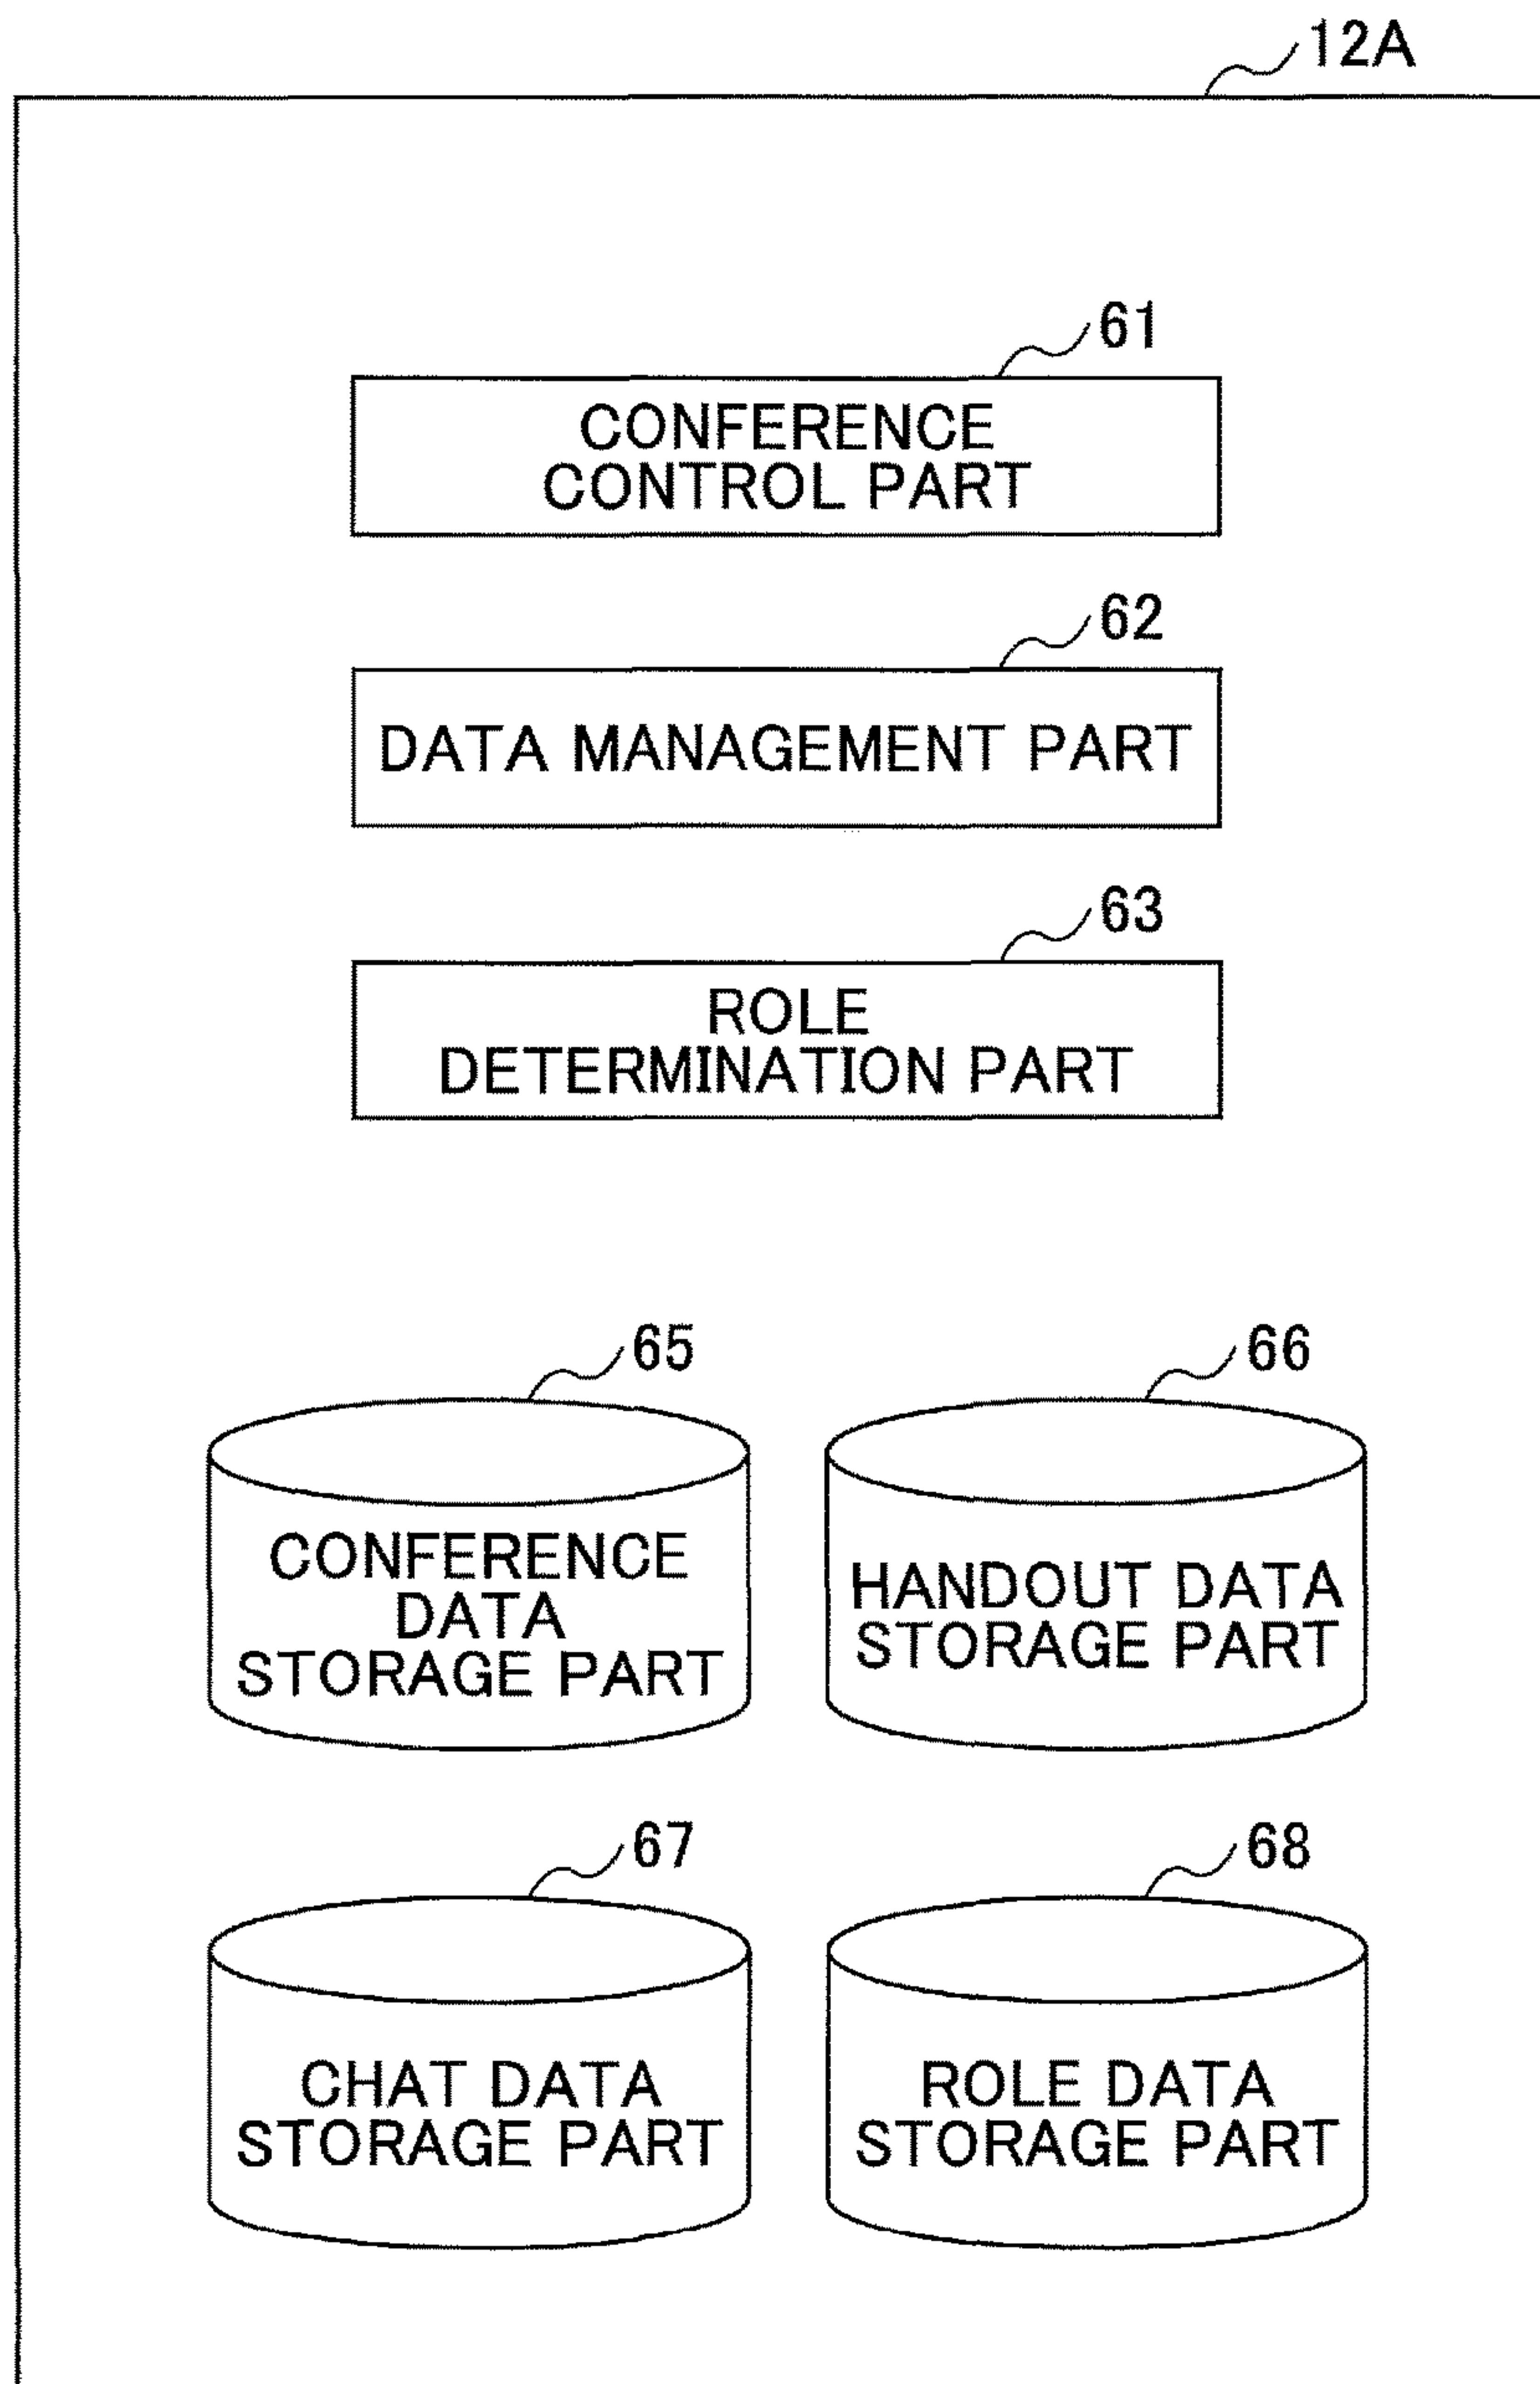 12A
61
CONFERENCE
CONTROL PART
62
DATA MANAGEMENT PART
63
ROLE
DETERMINATION PART
65
CONFERENCE
DATA
STORAGE PART
66
HANDOUT DATA
STORAGE PART
67
CHAT DATA
STORAGE PART
68
ROLE DATA
STORAGE PART